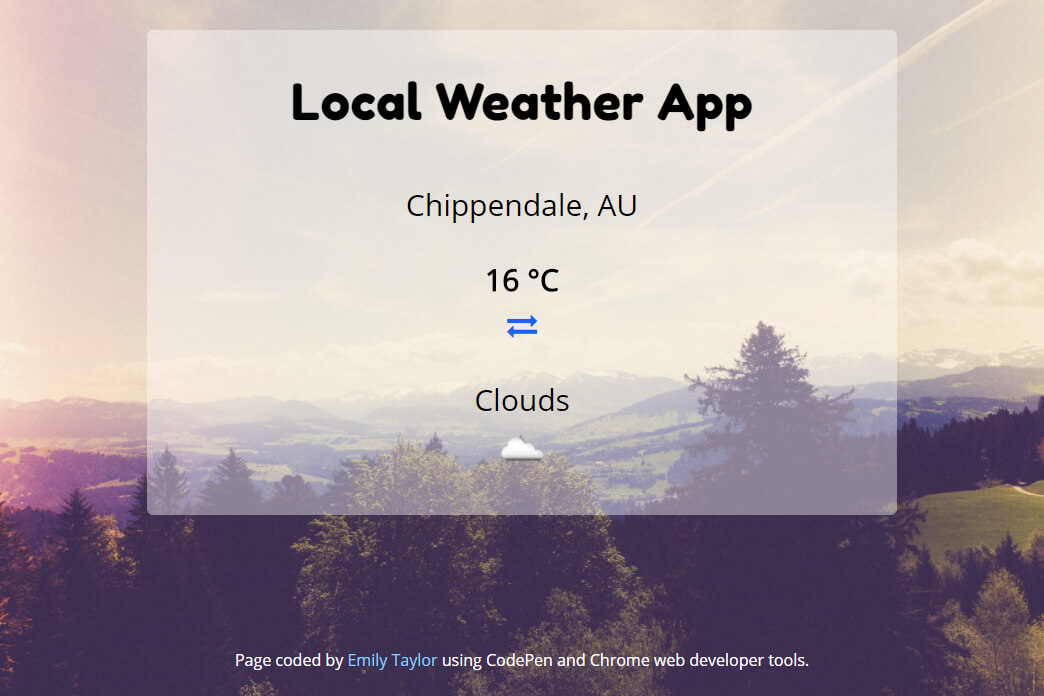 Local Weather App
Chippendale, AU
16 °C
Clouds
Page coded by Emily Taylor using CodePen and Chrome web developer tools.